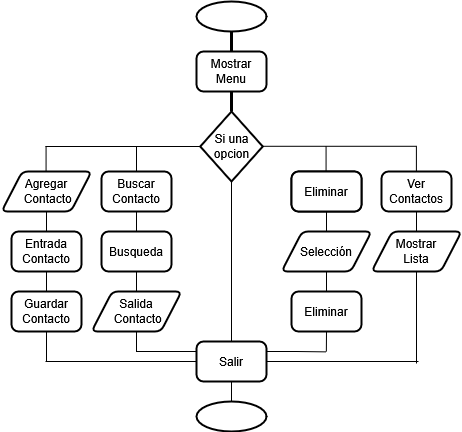 Mostrar
Menu
Si una
opcion
Agregar
Contacto
Buscar
Contacto
Eliminar
Ver
Contactos
Entrada
Contacto
Busqueda
Selección
Mostrar
Lista
Guardar
Contacto
Salida
Contacto
Eliminar
Salir